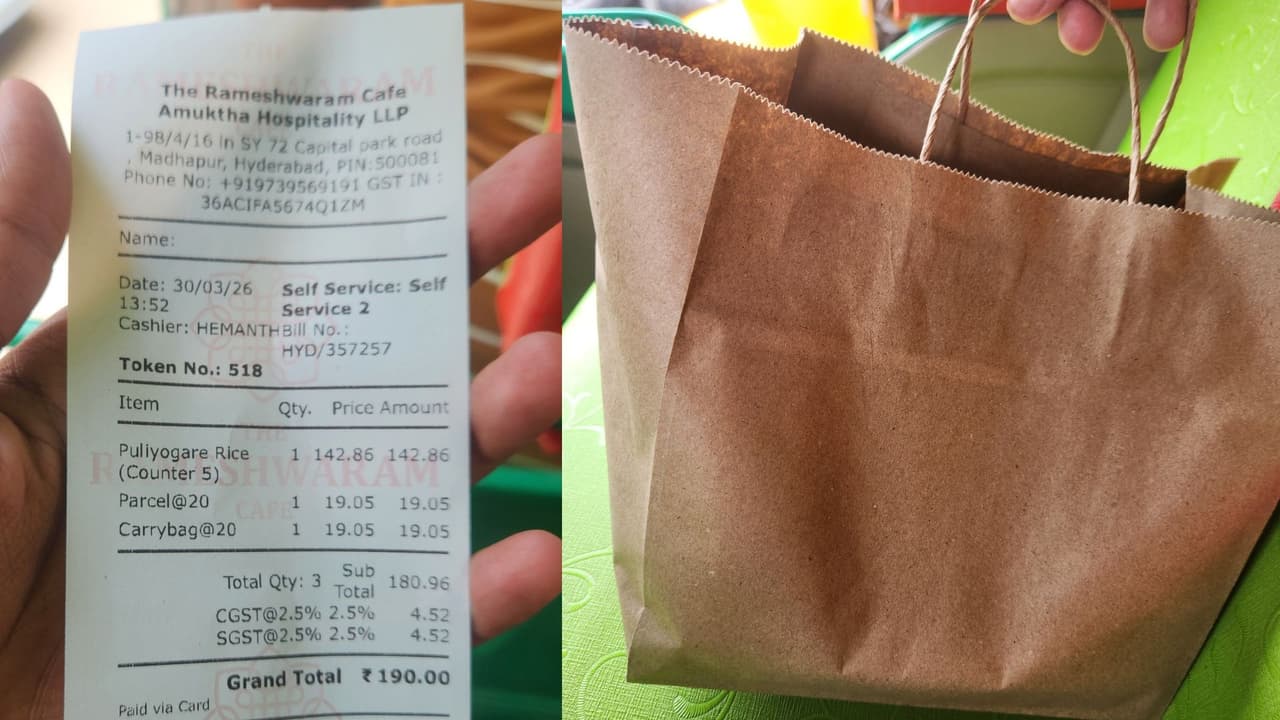 THE
RAMESHWARAM
The Rameshwaram Cafe
Amuktha Hospitality LLP
1-98/4/16 in SY 72 Capital park road
, Madhapur, Hyderabad, PIN:500081
Phone No: +919739569191 GST IN :
36ACIFA5674Q1ZM
Name:
Date: 30/03/26 Self Service: Self
13:52 Service 2
Cashier: HEMANTH Bill No.:
HYD/357257
Token No.: 518
Item Qty. Price Amount
THE
Puliyogare Rice 1 142.86 142.86
RAMESHWARAM
(Counter 5)
Parcel@20 1 19.05 19.05
CAFE
Carrybag@20 1 19.05 19.05
Total Qty: 3 Sub Total 180.96
CGST@2.5% 2.5% 4.52
SGST@2.5% 2.5% 4.52
Grand Total ₹190.00
Paid via Card